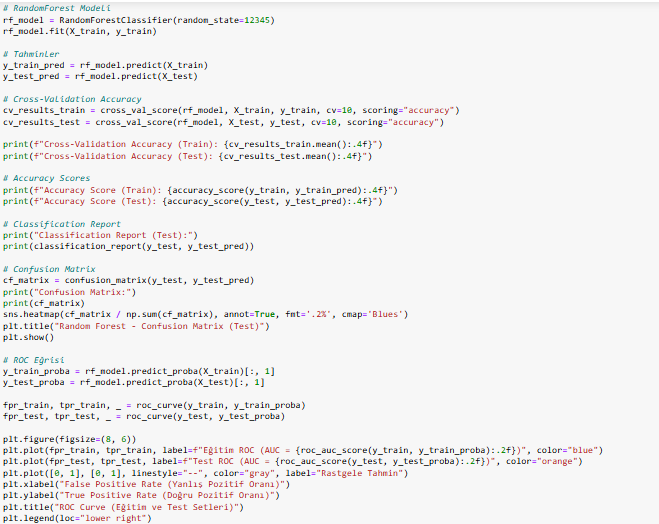 # RandomForest Modeli
rf_model = RandomForestClassifier(random_state=12345)
rf_model.fit(X_train, y_train)
# Tahminler
y_train_pred = rf_model.predict(X_train)
y_test_pred = rf_model.predict(X_test)
# Cross-Validation Accuracy
cv_results_train = cross_val_score(rf_model, X_train, y_train, cv=10, scoring="accuracy")
cv_results_test = cross_val_score(rf_model, X_test, y_test, cv=10, scoring="accuracy")
print(f"Cross-Validation Accuracy (Train): {cv_results_train.mean():.4f}")
print(f"Cross-Validation Accuracy (Test): {cv_results_test.mean():.4f}")
# Accuracy Scores
print(f"Accuracy Score (Train): {accuracy_score(y_train, y_train_pred):.4f}")
print(f"Accuracy Score (Test): {accuracy_score(y_test, y_test_pred):.4f}")
# Classification Report
print("Classification Report (Test):")
print(classification_report(y_test, y_test_pred))
# Confusion Matrix
cf_matrix = confusion_matrix(y_test, y_test_pred)
print("Confusion Matrix:")
print(cf_matrix)
sns.heatmap(cf_matrix / np.sum(cf_matrix), annot=True, fmt='.2%', cmap='Blues')
plt.title("Random Forest - Confusion Matrix (Test)")
plt.show()
# ROC Eğrisi
y_train_proba = rf_model.predict_proba(X_train)[:, 1]
y_test_proba = rf_model.predict_proba(X_test)[:, 1]
fpr_train, tpr_train, _ = roc_curve(y_train, y_train_proba)
fpr_test, tpr_test, _ = roc_curve(y_test, y_test_proba)
plt.figure(figsize=(8, 6))
plt.plot(fpr_train, tpr_train, label=f"Eğitim ROC (AUC = {roc_auc_score(y_train, y_train_proba):.2f})", color="blue")
plt.plot(fpr_test, tpr_test, label=f"Test ROC (AUC = {roc_auc_score(y_test, y_test_proba):.2f})", color="orange")
plt.plot([0, 1], [0, 1], linestyle="--", color="gray", label="Rastgele Tahmin")
plt.xlabel("False Positive Rate (Yanlış Pozitif Oranı)")
plt.ylabel("True Positive Rate (Doğru Pozitif Oranı)")
plt.title("ROC Curve (Eğitim ve Test Setleri)")
plt.legend(loc="lower right")